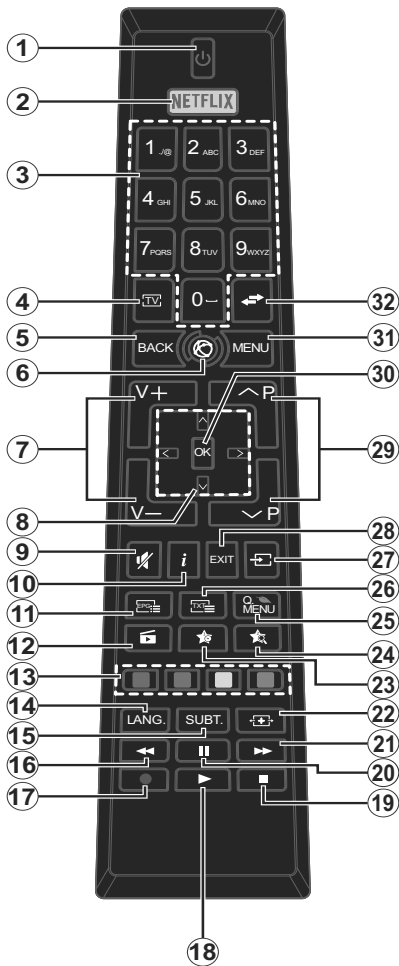 1
2 NETFLIX
1 ./@ 2 ABC 3 DEF
3
4 GHI 5 JKL 6 MNO
7 PQRS 8 TUV 9 WXYZ
4 TV 0 32
5 BACK MENU 31
6 30
V+ P
7 OK 29
8 V− P
9 28
i EXIT 27
10 26
11 EPG TXT Q MENU 25
12 24
13 23
14 LANG. SUBT. 22
15
16 21
17 20
19
18